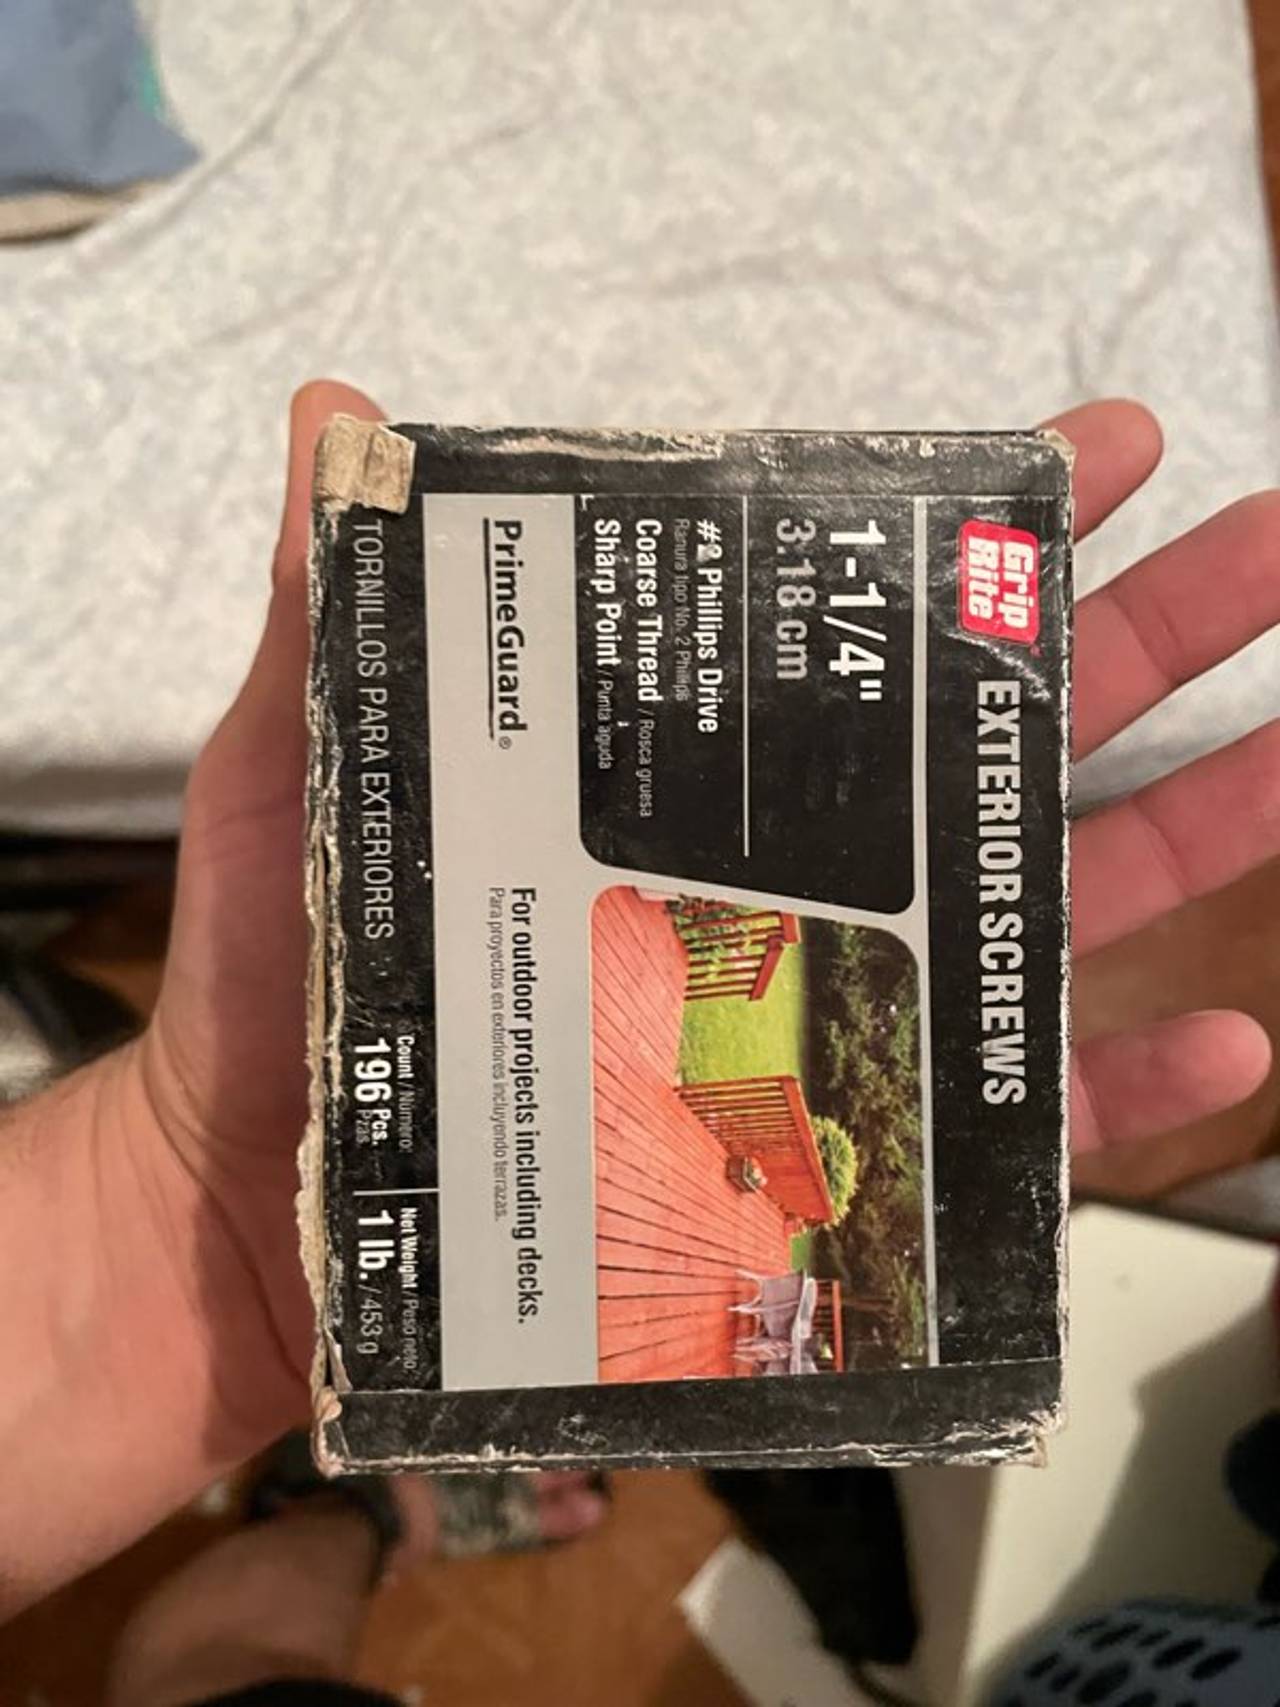 Grip
Rite
EXTERIOR SCREWS
1-1/4"
3.18 cm
#2 Phillips Drive
Ranura tipo No. 2 Phillips
Coarse Thread / Rosca gruesa
Sharp Point / Punta aguda
PrimeGuard®
For outdoor projects including decks.
Para proyectos en exteriores incluyendo terrazas.
TORNILLOS PARA EXTERIORES
Count / Número:
196 Pcs.
Pzas.
Net Weight / Peso neto:
1 lb. / 453 g